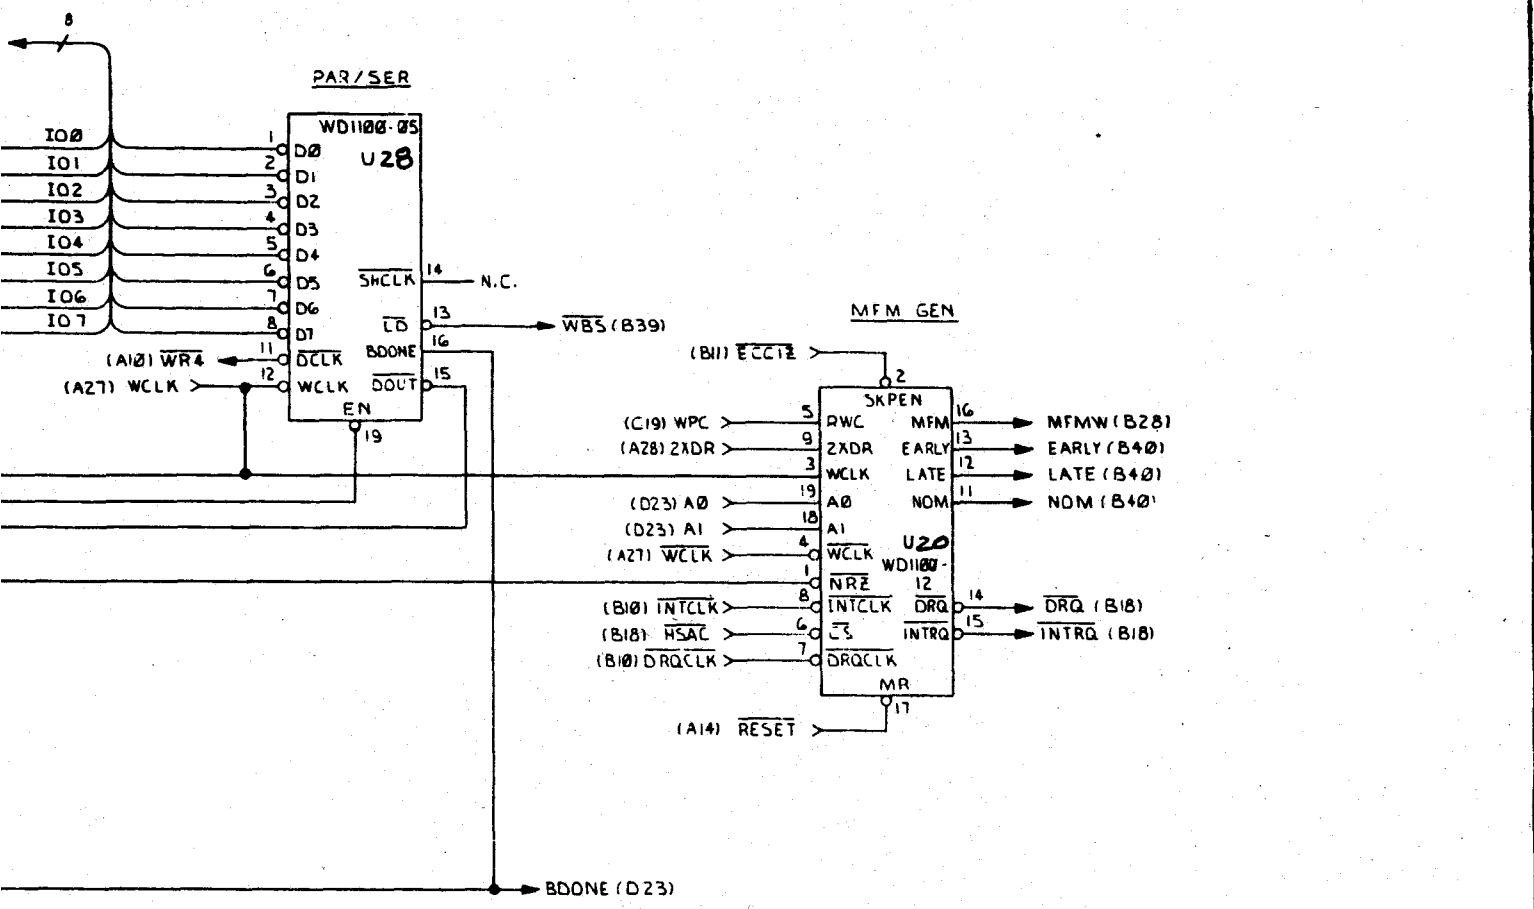 8
PAR/SER
WD1100-05
U28
IO0 1 D0
IO1 2 D1
IO2 3 D2
IO3 4 D3
IO4 5 D4
IO5 6 D5
IO6 7 D6
IO7 8 D7
SHCLK 14 N.C.
LD 13 WBS (B39)
BDONE 16
(A10) WR4 11 DCLK
(A27) WCLK 12 WCLK
DOUT 15
EN
19
MFM GEN
(B11) ECCIZ
2
SKPEN
(C19) WPC 5 RWC
MFM 16 MFMW (B28)
(A28) 2XDR 9 2XDR
EARLY 13 EARLY (B40)
3 WCLK
LATE 12 LATE (B40)
(D23) A0 19 A0
NOM 11 NOM (B40)
(D23) A1 18 A1
U20
(A27) WCLK 4 WCLK
WD1100-
12
1 NRZ
(B10) INTCLK 8 INTCLK
DRQ 14 DRQ (B18)
(B18) HSAC 6 CS
INTRQ 15 INTRQ (B18)
(B10) DRQCLK 7 DRQCLK
MR
17
(A14) RESET
BDONE (D23)